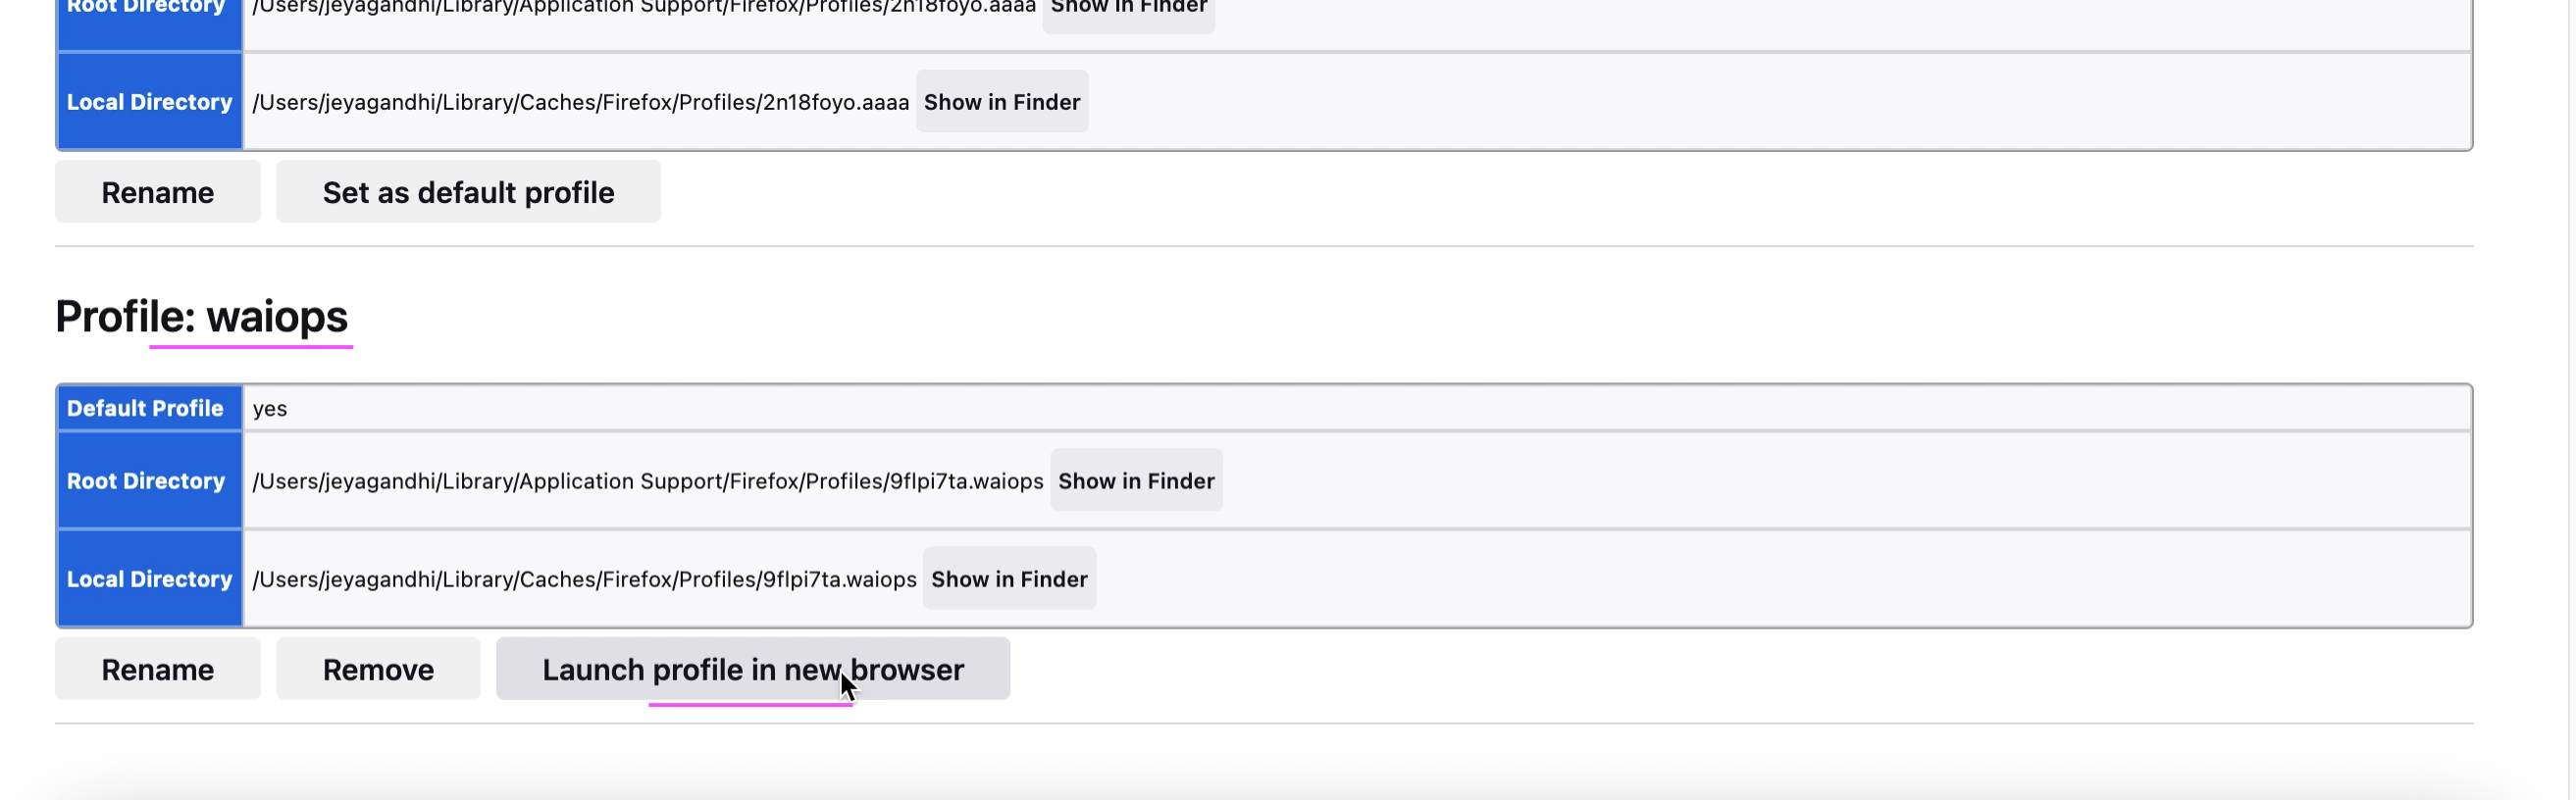 Root Directory /Users/jeyagandhi/Library/Application Support/Firefox/Profiles/2n18foyo.aaaa Show in Finder
Local Directory /Users/jeyagandhi/Library/Caches/Firefox/Profiles/2n18foyo.aaaa Show in Finder
Rename Set as default profile
Profile: waiops
Default Profile yes
Root Directory /Users/jeyagandhi/Library/Application Support/Firefox/Profiles/9flpi7ta.waiops Show in Finder
Local Directory /Users/jeyagandhi/Library/Caches/Firefox/Profiles/9flpi7ta.waiops Show in Finder
Rename Remove Launch profile in new browser